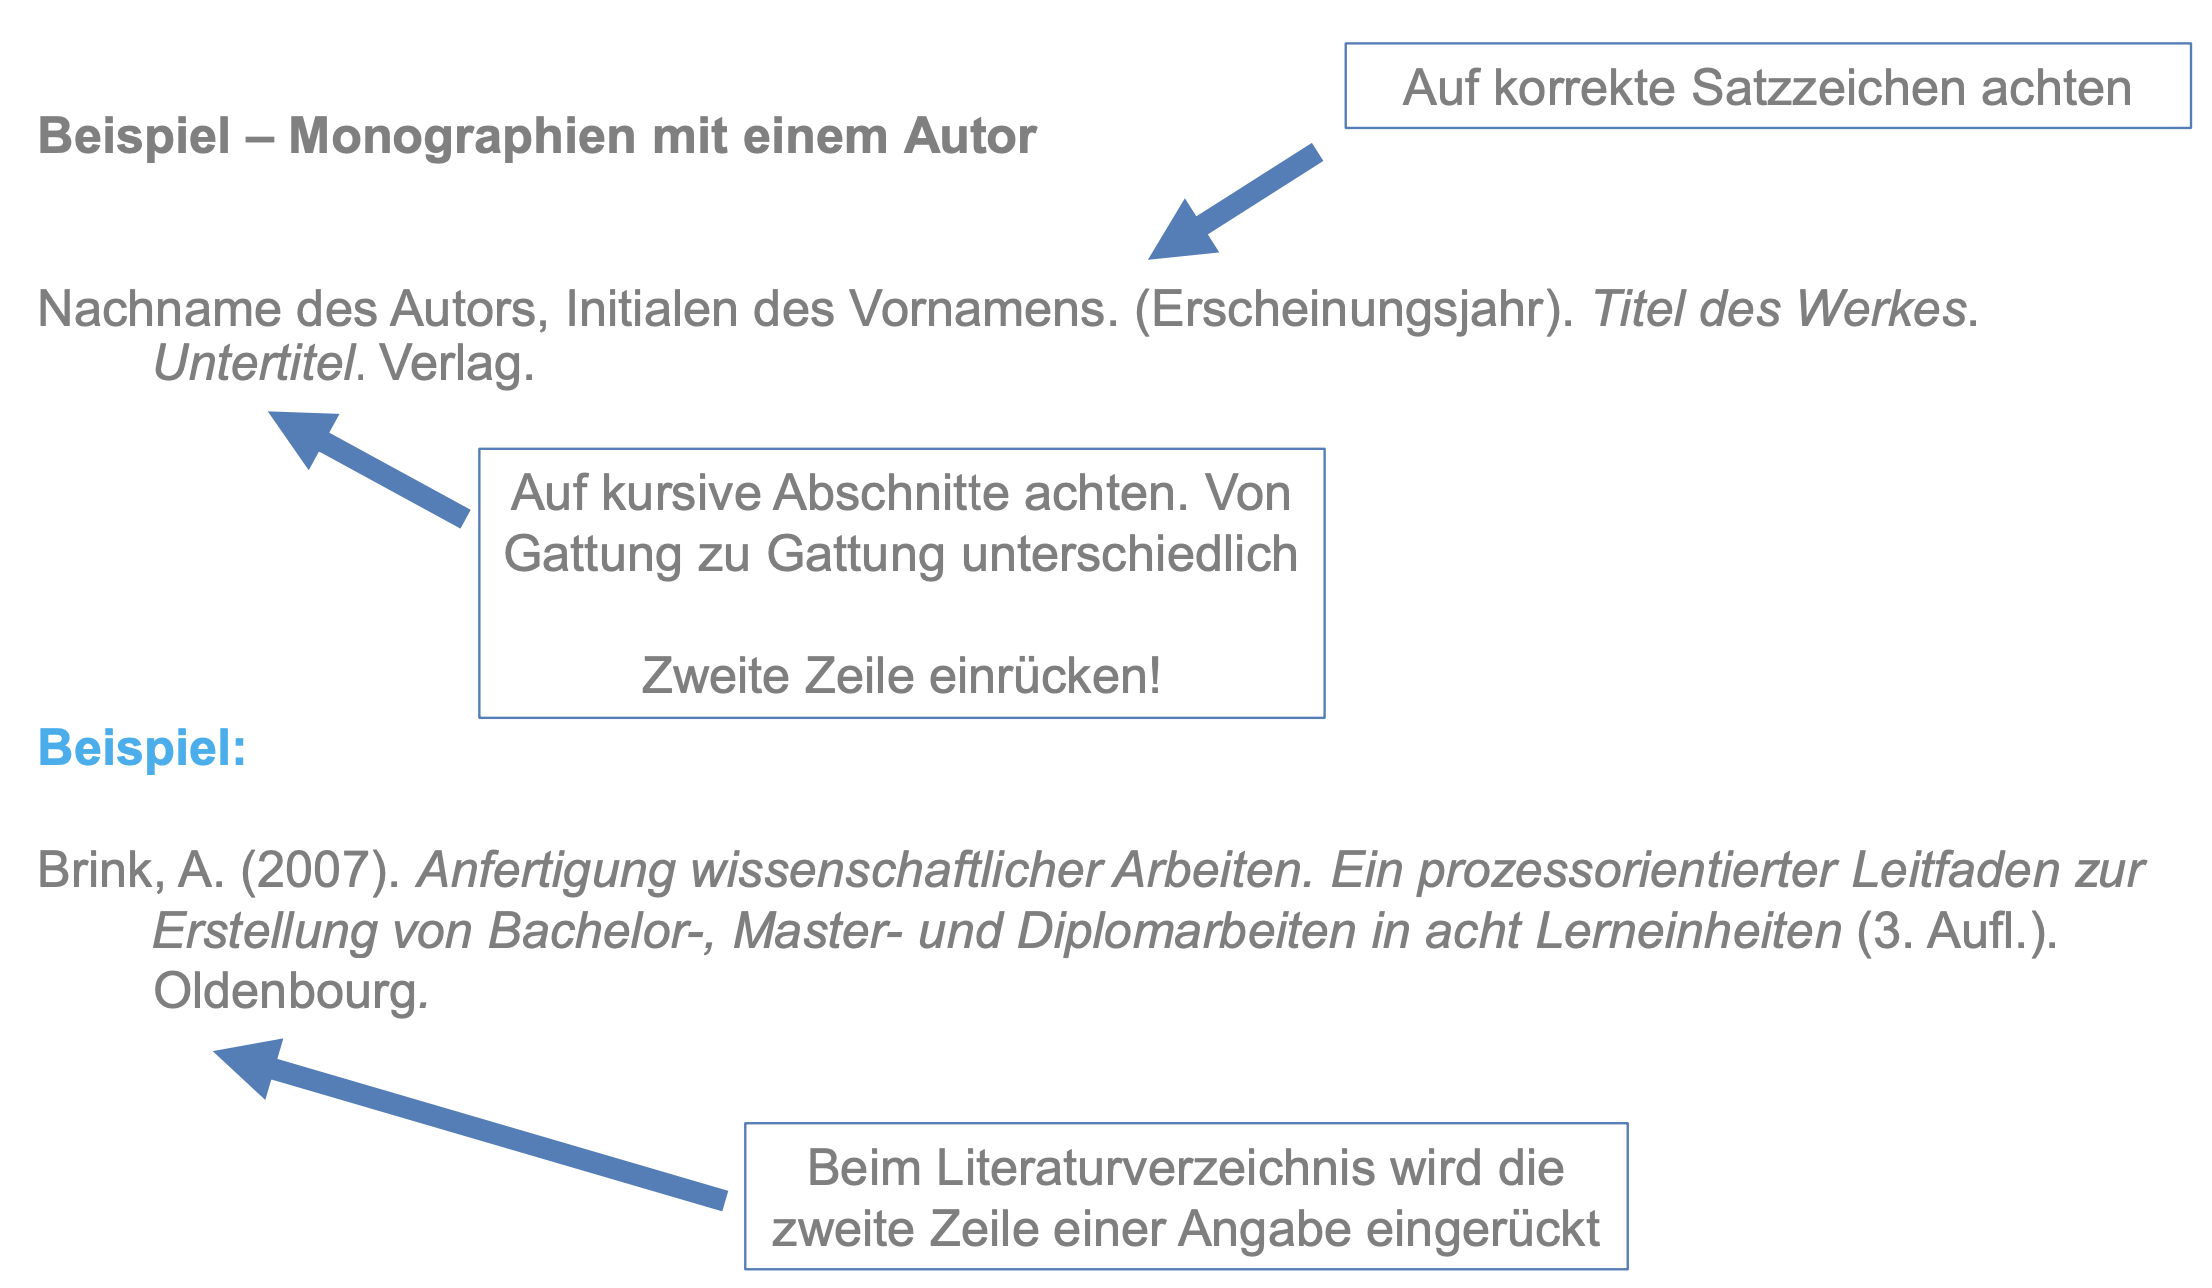 Auf korrekte Satzzeichen achten
Beispiel – Monographien mit einem Autor
Nachname des Autors, Initialen des Vornamens. (Erscheinungsjahr). Titel des Werkes.
Untertitel. Verlag.
Auf kursive Abschnitte achten. Von
Gattung zu Gattung unterschiedlich
Zweite Zeile einrücken!
Beispiel:
Brink, A. (2007). Anfertigung wissenschaftlicher Arbeiten. Ein prozessorientierter Leitfaden zur
Erstellung von Bachelor-, Master- und Diplomarbeiten in acht Lerneinheiten (3. Aufl.).
Oldenbourg.
Beim Literaturverzeichnis wird die
zweite Zeile einer Angabe eingerückt